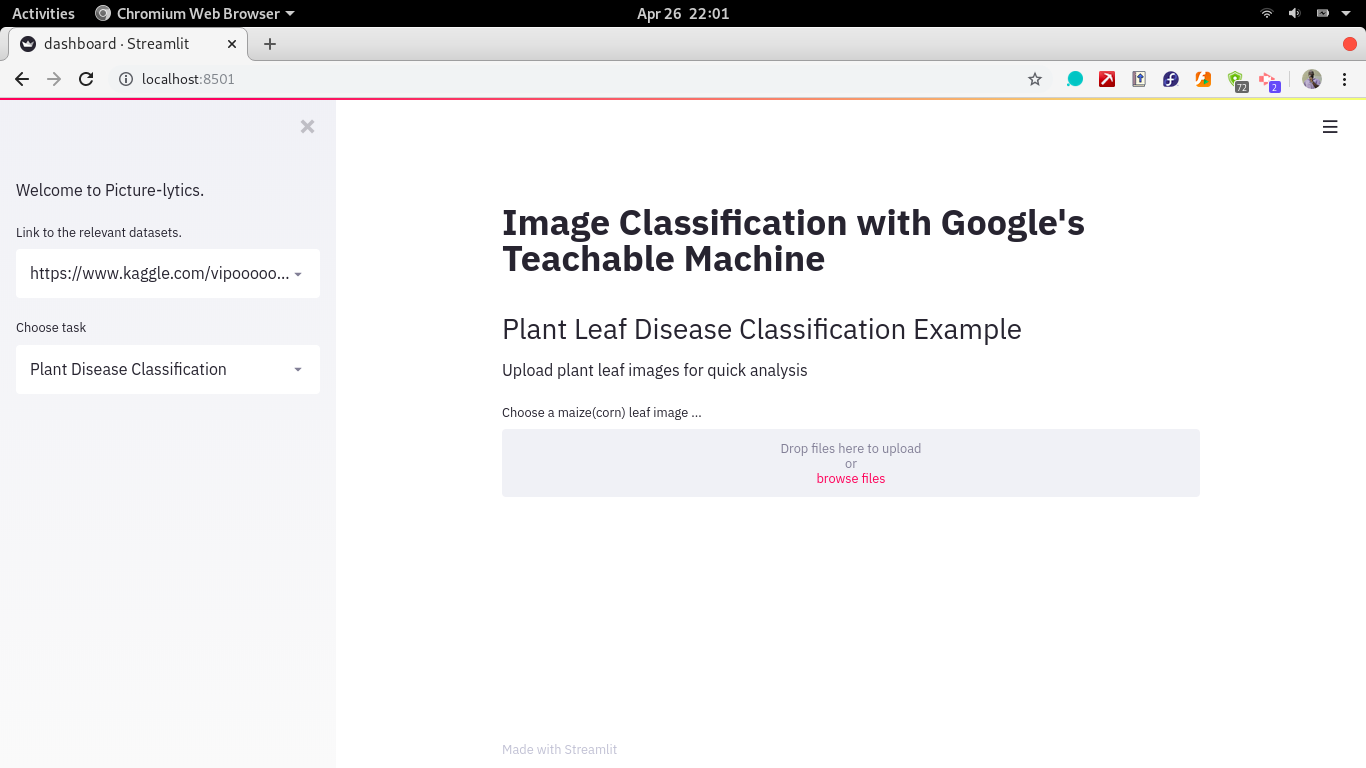 Activities Chromium Web Browser Apr 26 22:01
dashboard · Streamlit
localhost:8501
72
2
Welcome to Picture-lytics.
Link to the relevant datasets.
https://www.kaggle.com/vipooooo...
Choose task
Plant Disease Classification
Image Classification with Google's
Teachable Machine
Plant Leaf Disease Classification Example
Upload plant leaf images for quick analysis
Choose a maize(corn) leaf image ...
Drop files here to upload
or
browse files
Made with Streamlit